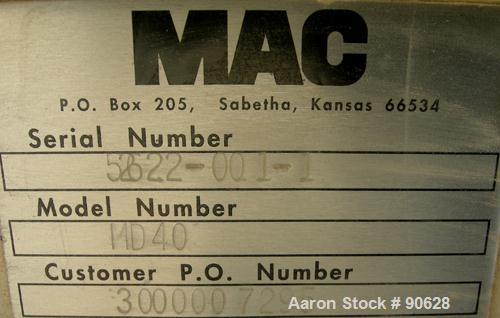 MAC
P.O. Box 205, Sabetha, Kansas 66534
Serial Number
Model Number
MD40
Customer P.O. Number
Aaron Stock # 90628